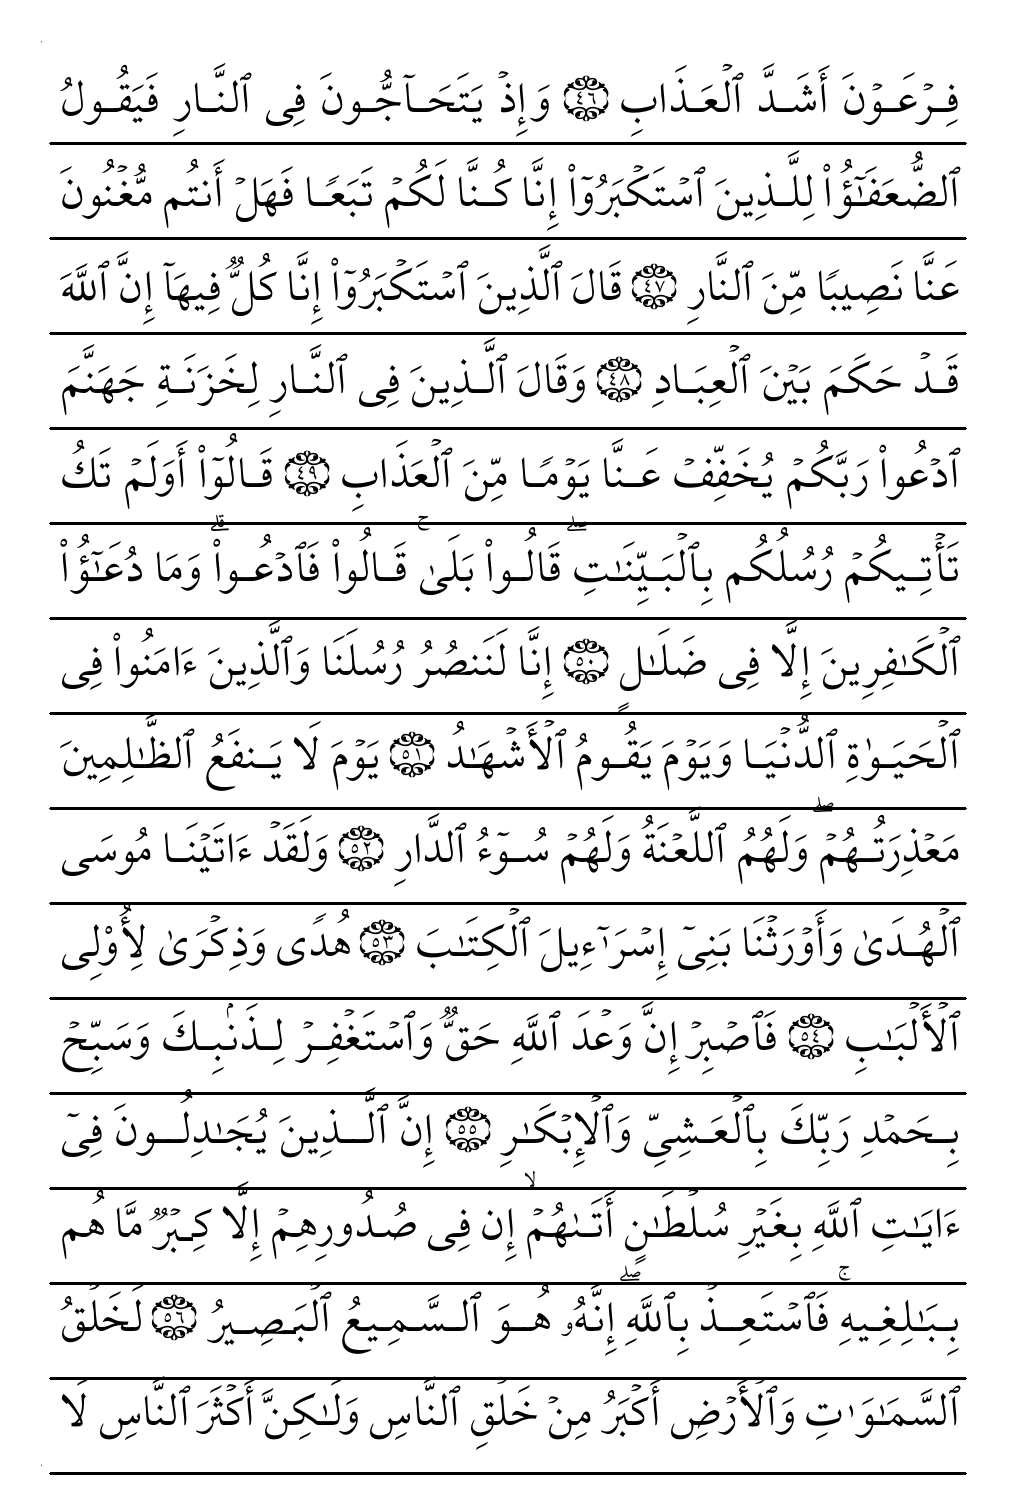 فِرْعَوْنَ أَشَدَّ ٱلْعَذَابِ ٤٦ وَإِذْ يَتَحَآجُّونَ فِى ٱلنَّارِ فَيَقُولُ
ٱلضُّعَفَٰٓؤُا۟ لِلَّذِينَ ٱسْتَكْبَرُوٓا۟ إِنَّا كُنَّا لَكُمْ تَبَعًا فَهَلْ أَنتُم مُّغْنُونَ
عَنَّا نَصِيبًا مِّنَ ٱلنَّارِ ٤٧ قَالَ ٱلَّذِينَ ٱسْتَكْبَرُوٓا۟ إِنَّا كُلٌّ فِيهَآ إِنَّ ٱللَّهَ
قَدْ حَكَمَ بَيْنَ ٱلْعِبَادِ ٤٨ وَقَالَ ٱلَّذِينَ فِى ٱلنَّارِ لِخَزَنَةِ جَهَنَّمَ
ٱدْعُوا۟ رَبَّكُمْ يُخَفِّفْ عَنَّا يَوْمًا مِّنَ ٱلْعَذَابِ ٤٩ قَالُوٓا۟ أَوَلَمْ تَكُ
تَأْتِيكُمْ رُسُلُكُم بِٱلْبَيِّنَٰتِ ۖ قَالُوا۟ بَلَىٰ ۚ قَالُوا۟ فَٱدْعُوا۟ ۗ وَمَا دُعَٰٓؤُا۟
ٱلْكَٰفِرِينَ إِلَّا فِى ضَلَٰلٍ ٥٠ إِنَّا لَنَنصُرُ رُسُلَنَا وَٱلَّذِينَ ءَامَنُوا۟ فِى
ٱلْحَيَوٰةِ ٱلدُّنْيَا وَيَوْمَ يَقُومُ ٱلْأَشْهَٰدُ ٥١ يَوْمَ لَا يَنفَعُ ٱلظَّٰلِمِينَ
مَعْذِرَتُهُمْ ۖ وَلَهُمُ ٱللَّعْنَةُ وَلَهُمْ سُوٓءُ ٱلدَّارِ ٥٢ وَلَقَدْ ءَاتَيْنَا مُوسَى
ٱلْهُدَىٰ وَأَوْرَثْنَا بَنِىٓ إِسْرَٰٓءِيلَ ٱلْكِتَٰبَ ٥٣ هُدًى وَذِكْرَىٰ لِأُو۟لِى
ٱلْأَلْبَٰبِ ٥٤ فَٱصْبِرْ إِنَّ وَعْدَ ٱللَّهِ حَقٌّ وَٱسْتَغْفِرْ لِذَنۢبِكَ وَسَبِّحْ
بِحَمْدِ رَبِّكَ بِٱلْعَشِىِّ وَٱلْإِبْكَٰرِ ٥٥ إِنَّ ٱلَّذِينَ يُجَٰدِلُونَ فِىٓ
ءَايَٰتِ ٱللَّهِ بِغَيْرِ سُلْطَٰنٍ أَتَىٰهُمْ ۙ إِن فِى صُدُورِهِمْ إِلَّا كِبْرٌ مَّا هُم
بِبَٰلِغِيهِ ۚ فَٱسْتَعِذْ بِٱللَّهِ ۖ إِنَّهُۥ هُوَ ٱلسَّمِيعُ ٱلْبَصِيرُ ٥٦ لَخَلْقُ
ٱلسَّمَٰوَٰتِ وَٱلْأَرْضِ أَكْبَرُ مِنْ خَلْقِ ٱلنَّاسِ وَلَٰكِنَّ أَكْثَرَ ٱلنَّاسِ لَا